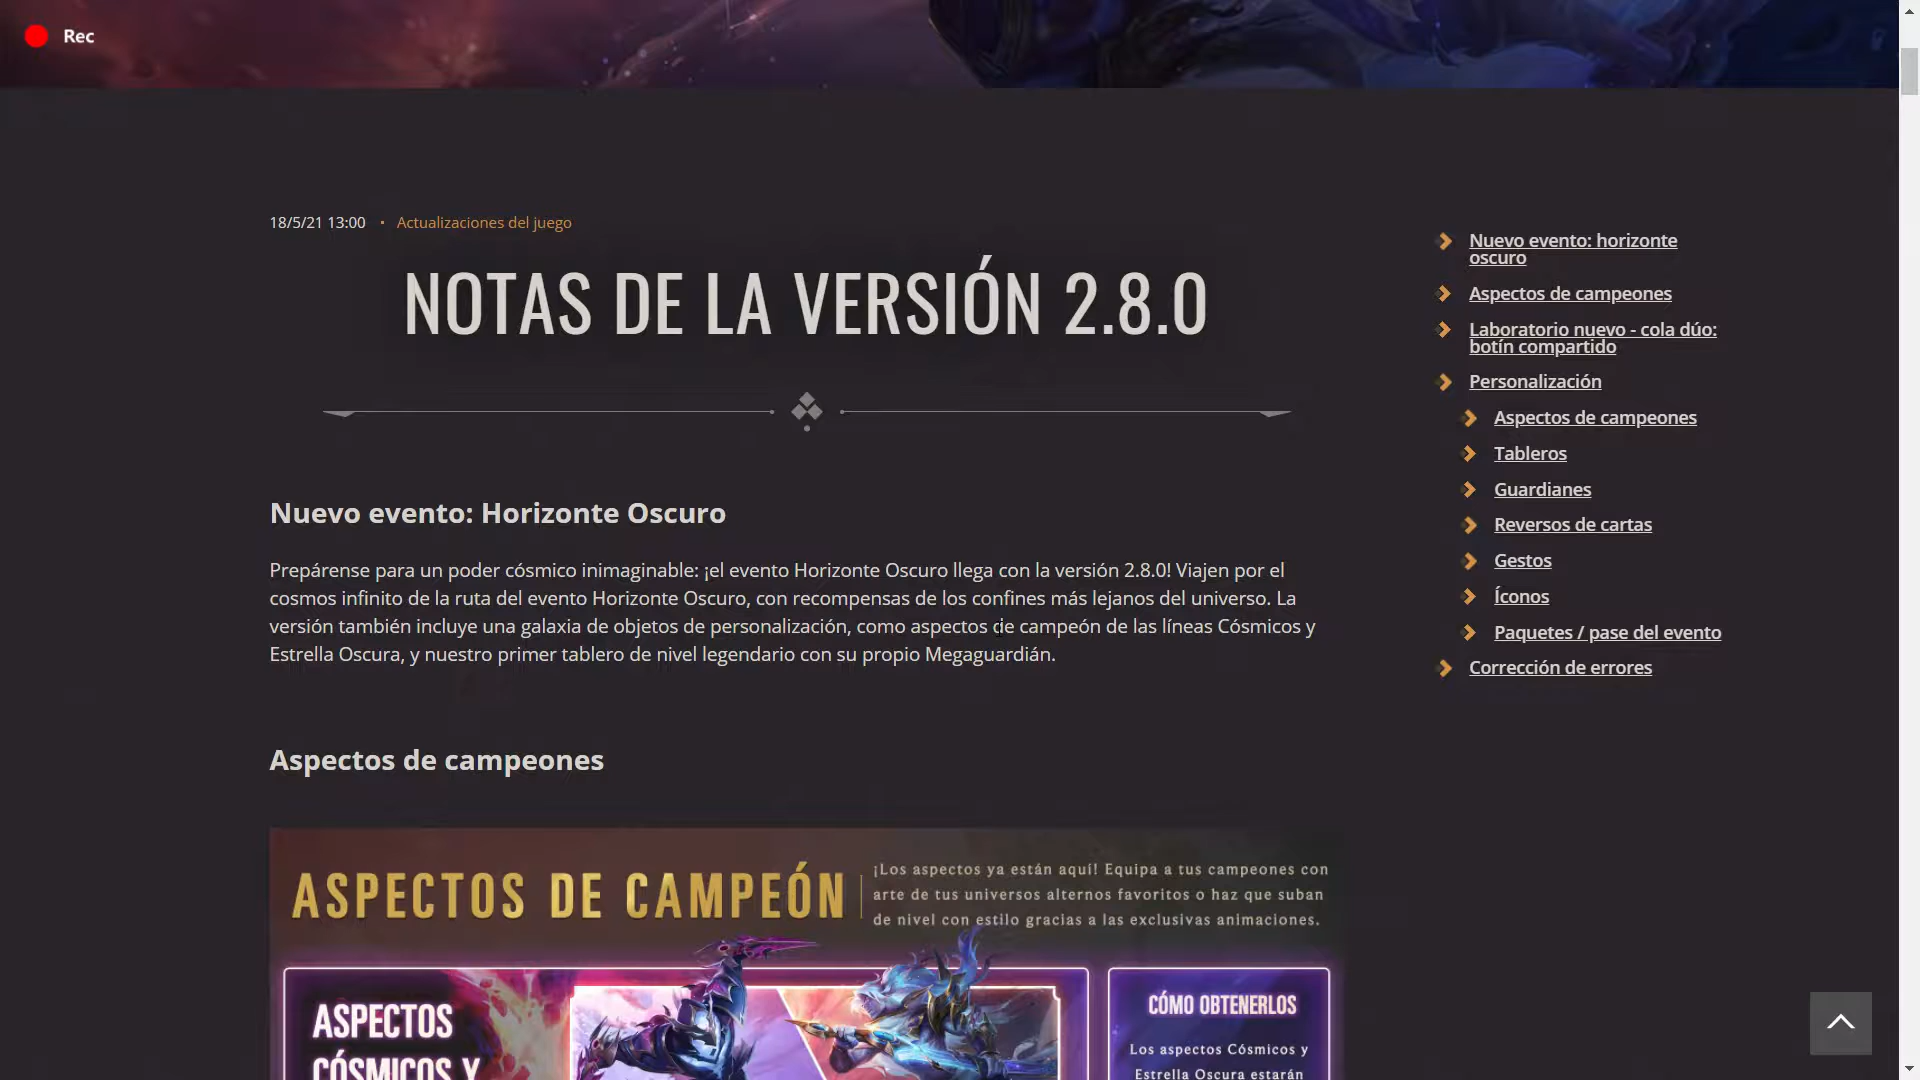 Rec
18/5/21 13:00 • Actualizaciones del juego
NOTAS DE LA VERSIÓN 2.8.0
Nuevo evento: Horizonte Oscuro
Prepárense para un poder cósmico inimaginable: ¡el evento Horizonte Oscuro llega con la versión 2.8.0! Viajen por el
cosmos infinito de la ruta del evento Horizonte Oscuro, con recompensas de los confines más lejanos del universo. La
versión también incluye una galaxia de objetos de personalización, como aspectos de campeón de las líneas Cósmicos y
Estrella Oscura, y nuestro primer tablero de nivel legendario con su propio Megaguardián.
Aspectos de campeones
ASPECTOS DE CAMPEÓN
¡Los aspectos ya están aquí! Equipa a tus campeones con
arte de tus universos alternos favoritos o haz que suban
de nivel con estilo gracias a las exclusivas animaciones.
ASPECTOS
CÓSMICOS Y
CÓMO OBTENERLOS
Los aspectos Cósmicos y
Estrella Oscura estarán
Nuevo evento: horizonte
oscuro
Aspectos de campeones
Laboratorio nuevo - cola dúo:
botín compartido
Personalización
Aspectos de campeones
Tableros
Guardianes
Reversos de cartas
Gestos
Íconos
Paquetes / pase del evento
Corrección de errores